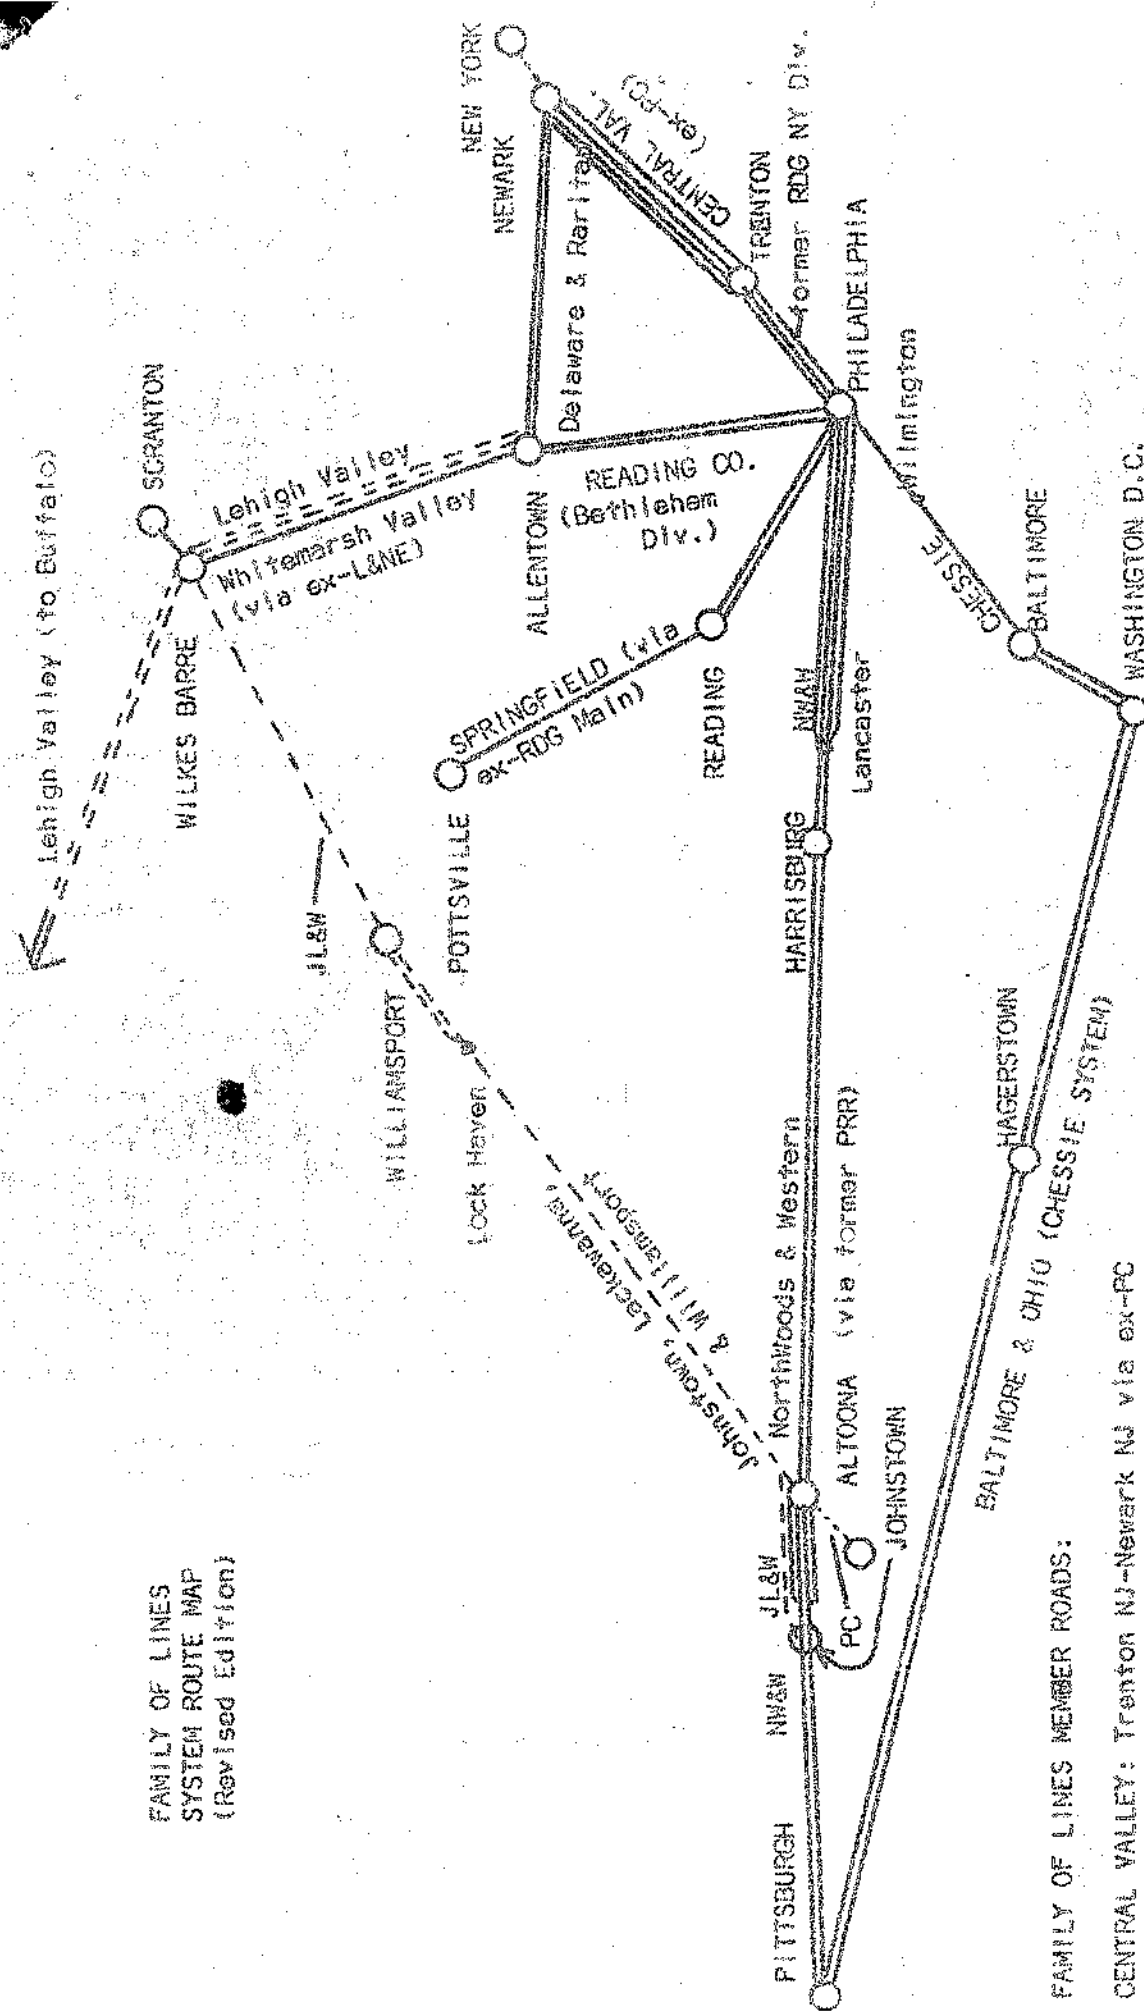 FAMILY OF LINES
SYSTEM ROUTE MAP
(Revised Edition)
Lehigh Valley (to Buffalo)
SCRANTON
WILKES BARRE
Lehigh Valley
Whitemarsh Valley
(via ex-L&NE)
JL&W
WILLIAMSPORT
Lock Haven
Johnstown, Lackawanna,
& Williamsport
POTTSVILLE
SPRINGFIELD (via
ex-RDG Main)
READING
ALLENTOWN
READING CO.
(Bethlehem
Div.)
NEW YORK
NEWARK
Delaware & Raritan
CENTRAL VAL.
(ex-PC)
TRENTON
former RDG NY Div.
PHILADELPHIA
Wilmington
CHESSIE
BALTIMORE
WASHINGTON D.C.
PITTSBURGH
NW&W
JL&W
PC
JOHNSTOWN
ALTOONA (via former PRR)
NorthWoods & Western
HARRISBURG
NW&W
Lancaster
HAGERSTOWN
BALTIMORE & OHIO (CHESSIE SYSTEM)
FAMILY OF LINES MEMBER ROADS:
CENTRAL VALLEY: Trenton NJ-Newark NJ via ex-PC